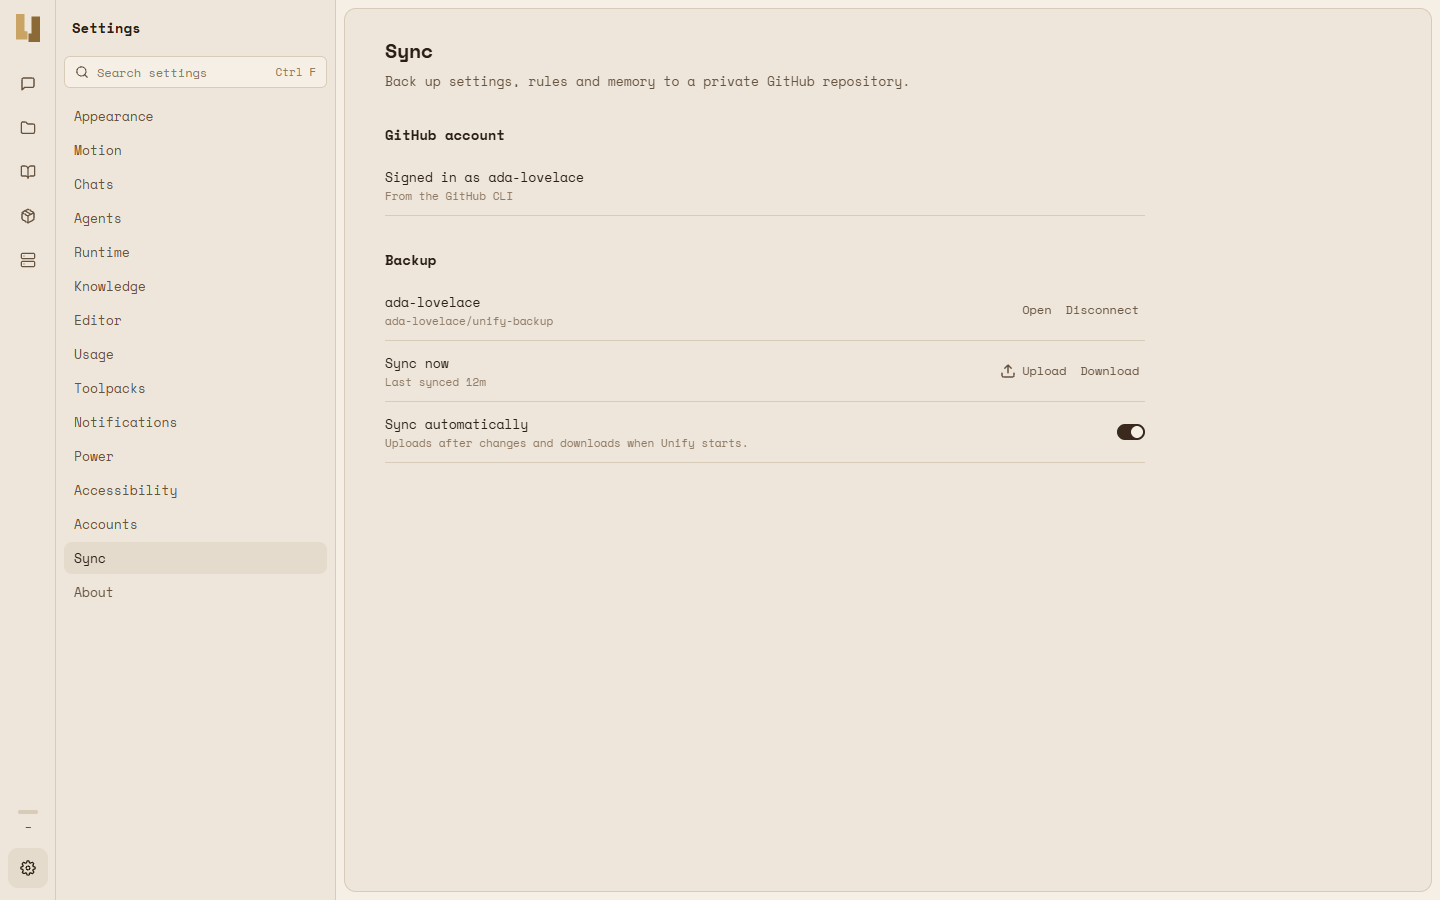 Settings
Search settings Ctrl F
Appearance
Motion
Chats
Agents
Runtime
Knowledge
Editor
Usage
Toolpacks
Notifications
Power
Accessibility
Accounts
Sync
About
–
Sync
Back up settings, rules and memory to a private GitHub repository.
GitHub account
Signed in as ada-lovelace
From the GitHub CLI
Backup
ada-lovelace
ada-lovelace/unify-backup
Open Disconnect
Sync now
Last synced 12m
Upload Download
Sync automatically
Uploads after changes and downloads when Unify starts.